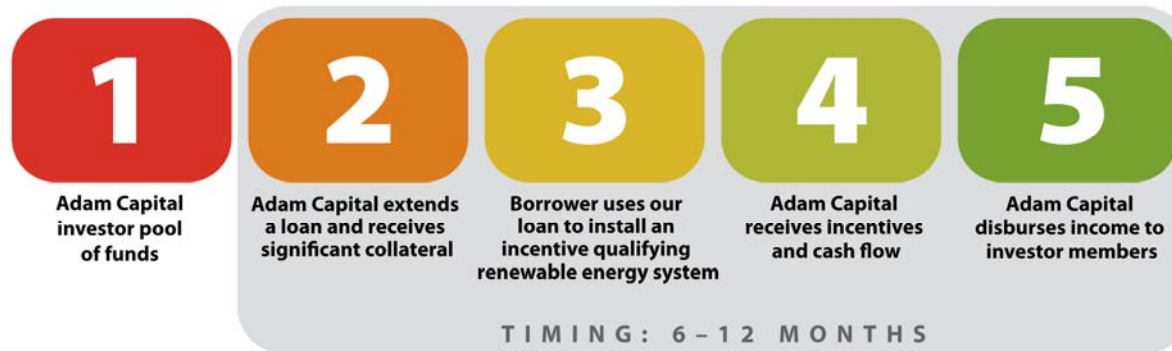 1
Adam Capital
investor pool
of funds
2
Adam Capital extends
a loan and receives
significant collateral
3
Borrower uses our
loan to install an
incentive qualifying
renewable energy system
4
Adam Capital
receives incentives
and cash flow
5
Adam Capital
disburses income to
investor members
TIMING: 6–12 MONTHS